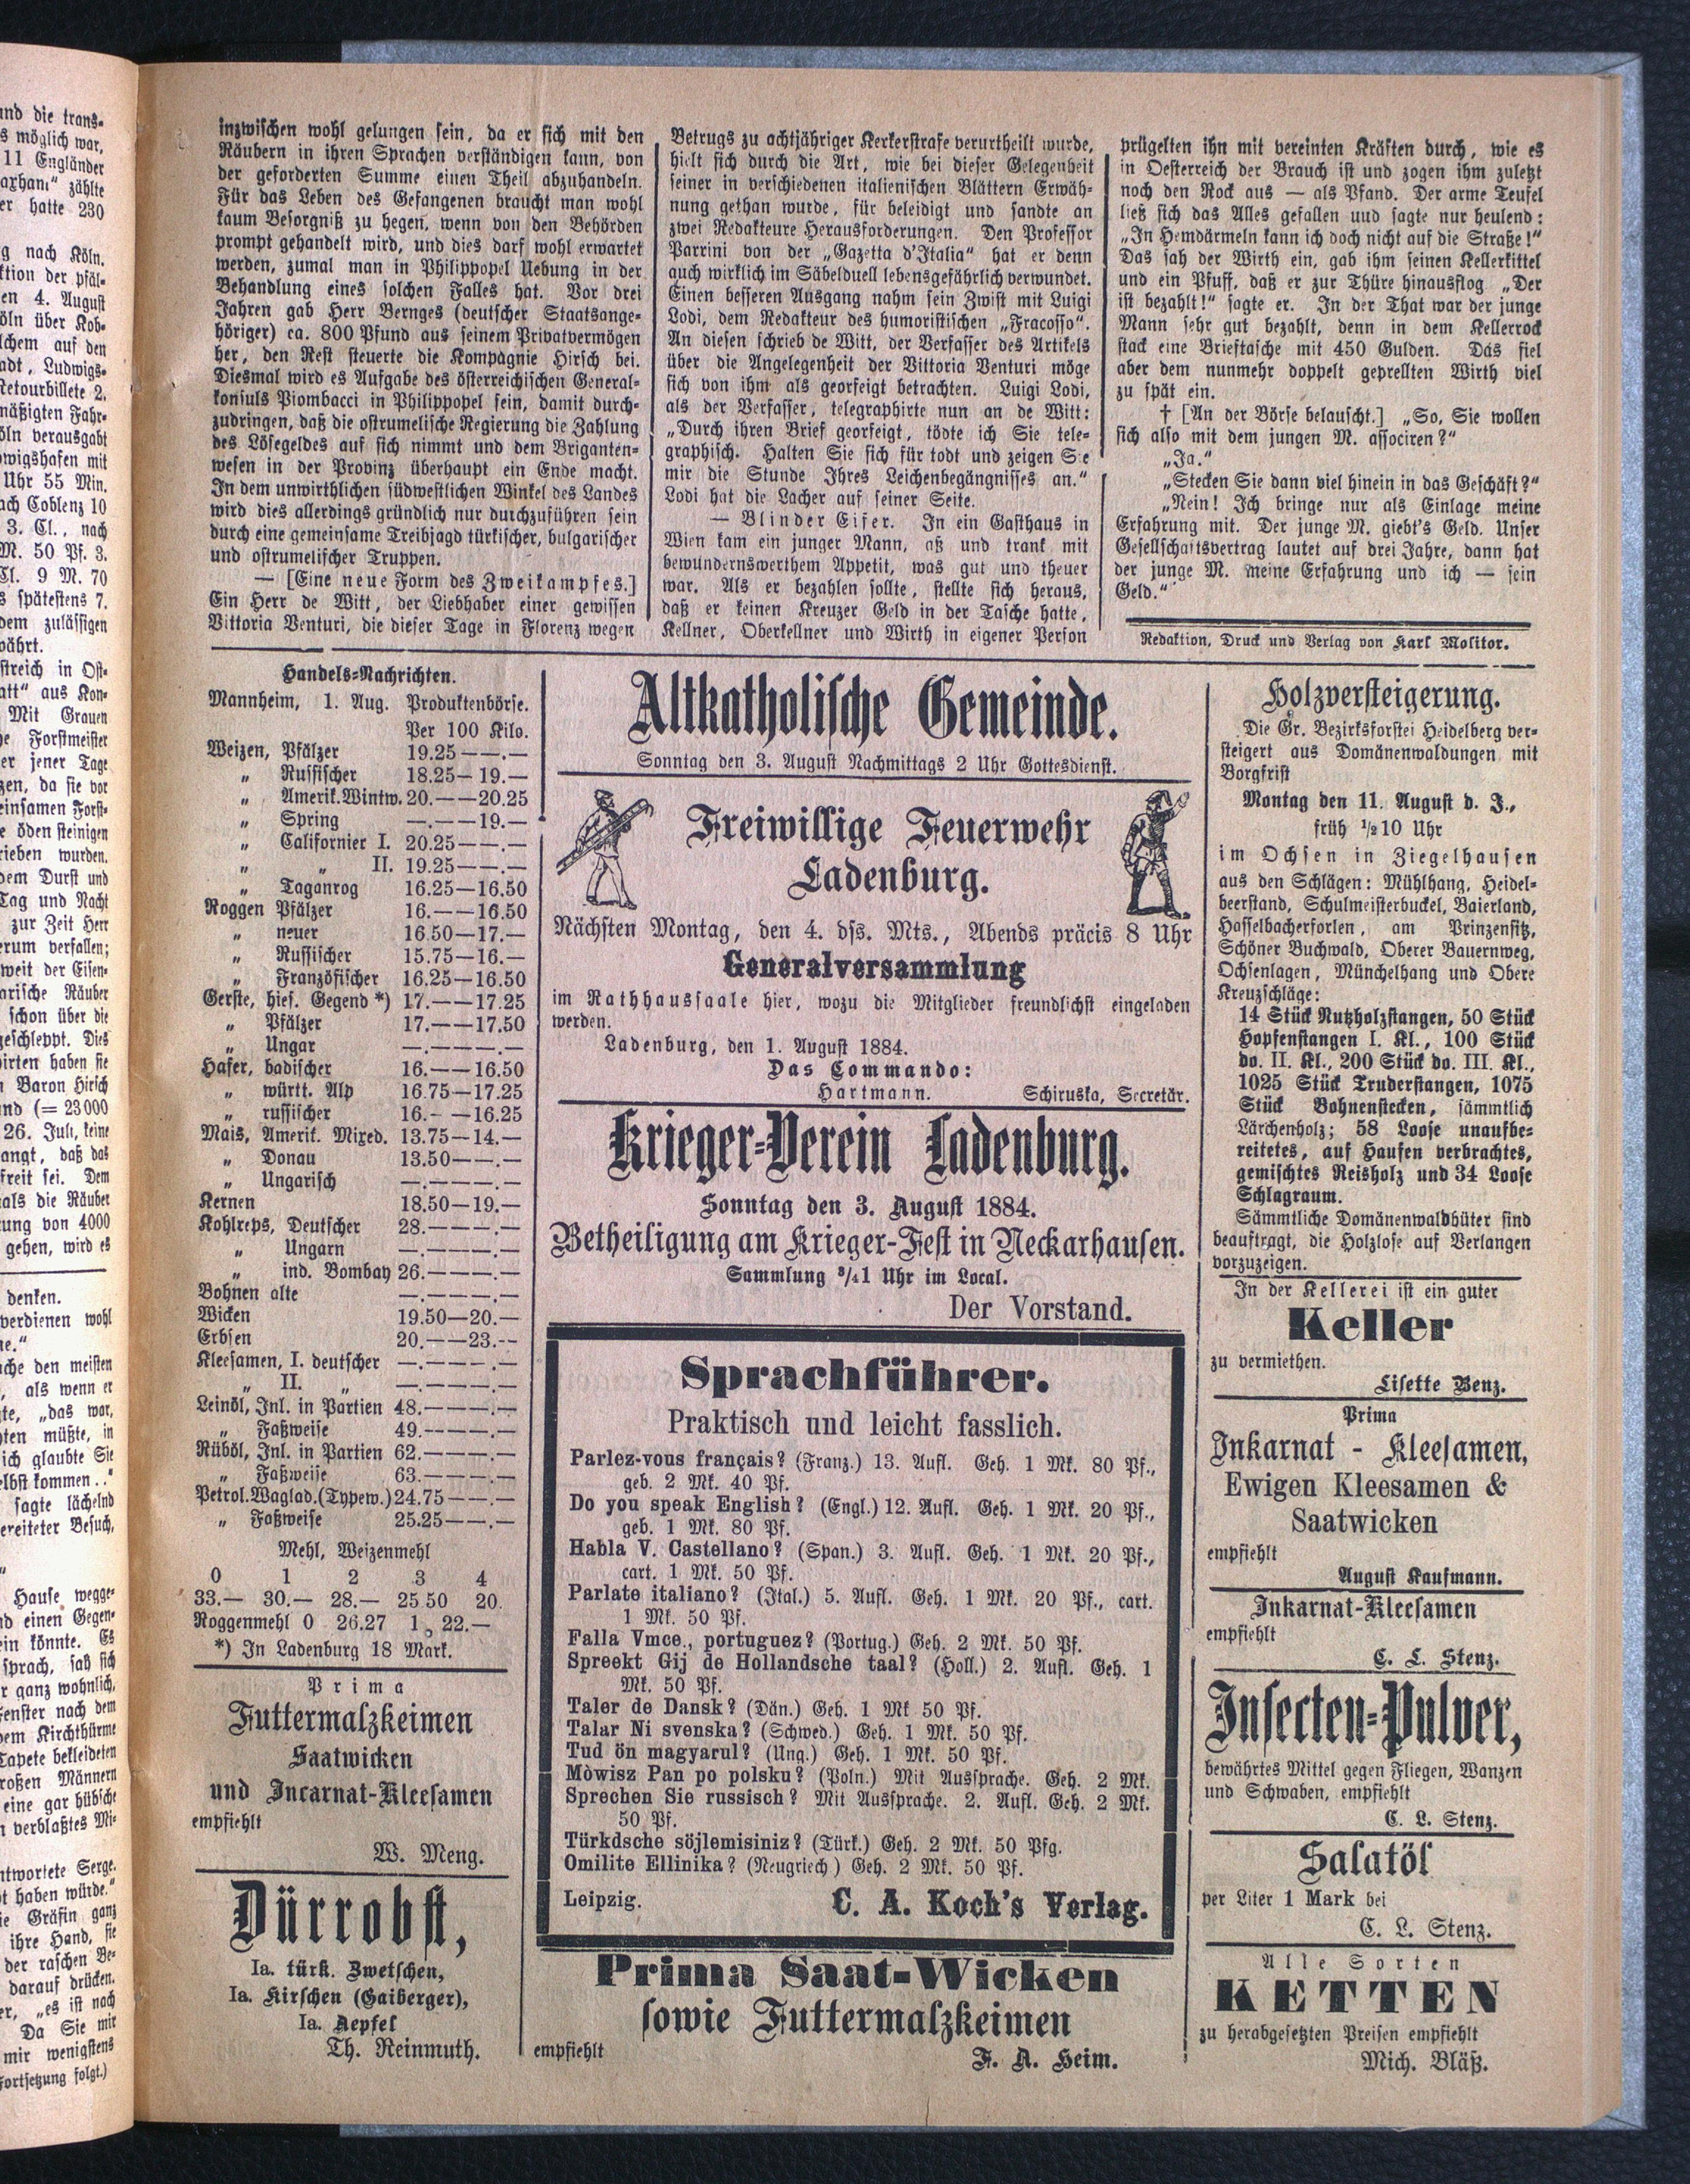 inzwischen wohl gelungen sein, da er sich mit den
Räubern in ihren Sprachen verständigen kann, von
der geforderten Summe einen Theil abzuhandeln.
Für das Leben des Gefangenen braucht man wohl
kaum Besorgniß zu hegen, wenn von den Behörden
prompt gehandelt wird, und dies darf wohl erwartet
werden, zumal man in Philippopel Uebung in der
Behandlung eines solchen Falles hat. Vor drei
Jahren gab Herr Bernges (deutscher Staatsange-
höriger) ca. 800 Pfund aus seinem Privatvermögen
her, den Rest steuerte die Kompagnie Hirsch bei.
Diesmal wird es Aufgabe des österreichischen General-
konsuls Piombacci in Philippopel sein, damit durch-
zudringen, daß die ostrumelische Regierung die Zahlung
des Lösegeldes auf sich nimmt und dem Briganten-
wesen in der Provinz überhaupt ein Ende macht.
In dem unwirthlichen südwestlichen Winkel des Landes
wird dies allerdings gründlich nur durchzuführen sein
durch eine gemeinsame Treibjagd türkischer, bulgarischer
und ostrumelischer Truppen.
— [Eine neue Form des Zweikampfes.]
Ein Herr de Witt, der Liebhaber einer gewissen
Vittoria Venturi, die dieser Tage in Florenz wegen
Betrugs zu achtjähriger Kerkerstrafe verurtheilt wurde,
hielt sich durch die Art, wie bei dieser Gelegenheit
seiner in verschiedenen italienischen Blättern Erwäh-
nung gethan wurde, für beleidigt und sandte an
zwei Redakteure Herausforderungen. Den Professor
Parrini von der „Gazetta d'Italia“ hat er denn
auch wirklich im Säbelduell lebensgefährlich verwundet.
Einen besseren Ausgang nahm sein Zwist mit Luigi
Lodi, dem Redakteur des humoristischen „Fracosso“.
An diesen schrieb de Witt, der Verfasser des Artikels
über die Angelegenheit der Vittoria Venturi möge
sich von ihm als georfeigt betrachten. Luigi Lodi,
als der Verfasser, telegraphirte nun an de Witt:
„Durch ihren Brief georfeigt, tödte ich Sie tele-
graphisch. Halten Sie sich für todt und zeigen Sie
mir die Stunde Ihres Leichenbegängnisses an.“
Lodi hat die Lacher auf seiner Seite.
— Blinder Eifer. In ein Gasthaus in
Wien kam ein junger Mann, aß und trank mit
bewundernswerthem Appetit, was gut und theuer
war. Als er bezahlen sollte, stellte sich heraus,
daß er keinen Kreuzer Geld in der Tasche hatte,
Kellner, Oberkellner und Wirth in eigener Person
prügelten ihn mit vereinten Kräften durch, wie es
in Oesterreich der Brauch ist und zogen ihm zuletzt
noch den Rock aus — als Pfand. Der arme Teufel
ließ sich das Alles gefallen uud sagte nur heulend:
„In Hemdärmeln kann ich doch nicht auf die Straße!“
Das sah der Wirth ein, gab ihm seinen Kellerkittel
und ein Pfuff, daß er zur Thüre hinausflog „Der
ist bezahlt!“ sagte er. In der That war der junge
Mann sehr gut bezahlt, denn in dem Kellerrock
stack eine Brieftasche mit 450 Gulden. Das fiel
aber dem nunmehr doppelt geprellten Wirth viel
zu spät ein.
† [An der Börse belauscht.] „So, Sie wollen
sich also mit dem jungen M. associren?“
„Ja.“
„Stecken Sie dann viel hinein in das Geschäft?“
„Nein! Ich bringe nur als Einlage meine
Erfahrung mit. Der junge M. giebt's Geld. Unser
Gesellschaftsvertrag lautet auf drei Jahre, dann hat
der junge M. meine Erfahrung und ich — sein
Geld.“
Redaktion, Druck und Verlag von Karl Molitor.
Handels-Nachrichten.
Mannheim, 1. Aug. Produktenbörse.
Per 100 Kilo.
Weizen, Pfälzer 19.25——.—
„ Russischer 18.25—19.—
„ Amerik.Wintw. 20.——20.25
„ Spring —.——19.—
„ Californier I. 20.25——.—
„ „ II. 19.25——.—
„ Taganrog 16.25—16.50
Roggen Pfälzer 16.——16.50
„ neuer 16.50—17.—
„ Russischer 15.75—16.—
„ Französischer 16.25—16.50
Gerste, hies. Gegend *) 17.——17.25
„ Pfälzer 17.——17.50
„ Ungar —.——.—
Hafer, badischer 16.——16.50
„ württ. Alp 16.75—17.25
„ russischer 16.——16.25
Mais, Amerik. Mixed. 13.75—14.—
„ Donau 13.50——.—
„ Ungarisch —.——.—
Kernen 18.50—19.—
Kohlreps, Deutscher 28.———.—
„ Ungarn —.——.—
„ ind. Bombay 26.———.—
Bohnen alte —.——.—
Wicken 19.50—20.—
Erbsen 20.——23.—
Kleesamen, I. deutscher —.——.—
„ II. „ —.——.—
Leinöl, Inl. in Partien 48.———.—
„ Faßweise 49.———.—
Rüböl, Inl. in Partien 62.———.—
„ Faßweise 63.———.—
Petrol.Waglad.(Typew.) 24.75——.—
„ Faßweise 25.25——.—
Mehl, Weizenmehl
0 1 2 3 4
33.— 30.— 28.— 25.50 20.
Roggenmehl 0 26.27 1, 22.—
*) In Ladenburg 18 Mark.
Prima
Futtermalzkeimen
Saatwicken
und Incarnat-Kleesamen
empfiehlt
W. Meng.
Dürrobst,
Ia. türk. Zwetschen,
Ia. Kirschen (Gaiberger),
Ia. Aepfel
Th. Reinmuth.
Altkatholische Gemeinde.
Sonntag den 3. August Nachmittags 2 Uhr Gottesdienst.
Freiwillige Feuerwehr
Ladenburg.
Nächsten Montag, den 4. dss. Mts., Abends präcis 8 Uhr
Generalversammlung
im Rathhaussaale hier, wozu die Mitglieder freundlichst eingeladen
werden.
Ladenburg, den 1. August 1884.
Das Commando:
Hartmann. Schiruska, Secretär.
Krieger-Verein Ladenburg.
Sonntag den 3. August 1884.
Betheiligung am Krieger-Fest in Neckarhausen.
Sammlung ¾1 Uhr im Local.
Der Vorstand.
Sprachführer.
Praktisch und leicht fasslich.
Parlez-vous français? (Franz.) 13. Aufl. Geh. 1 Mk. 80 Pf.,
geb. 2 Mk. 40 Pf.
Do you speak English? (Engl.) 12. Aufl. Geh. 1 Mk. 20 Pf.,
geb. 1 Mk. 80 Pf.
Habla V. Castellano? (Span.) 3. Aufl. Geh. 1 Mk. 20 Pf.,
cart. 1 Mk. 50 Pf.
Parlate italiano? (Ital.) 5. Aufl. Geh. 1 Mk. 20 Pf., cart.
1 Mk. 50 Pf.
Falla Vmce., portuguez? (Portug.) Geh. 2 Mk. 50 Pf.
Spreekt Gij de Hollandsche taal? (Holl.) 2. Aufl. Geh. 1
Mk. 50 Pf.
Taler de Dansk? (Dän.) Geh. 1 Mk 50 Pf.
Talar Ni svenska? (Schwed.) Geh. 1 Mk. 50 Pf.
Tud ön magyarul? (Ung.) Geh. 1 Mk. 50 Pf.
Mòwisz Pan po polsku? (Poln.) Mit Aussprache. Geh. 2 Mk.
Sprechen Sie russisch? Mit Aussprache. 2. Aufl. Geh. 2 Mk.
50 Pf.
Türkdsche söjlemisiniz? (Türk.) Geh. 2 Mk. 50 Pfg.
Omilite Ellinika? (Neugriech) Geh. 2 Mk. 50 Pf.
Leipzig. C. A. Koch's Verlag.
Prima Saat-Wicken
sowie Futtermalzkeimen
empfiehlt F. A. Heim.
Holzversteigerung.
Die Gr. Bezirksforstei Heidelberg ver-
steigert aus Domänenwaldungen mit
Borgfrist
Montag den 11. August d. J.,
früh ½10 Uhr
im Ochsen in Ziegelhausen
aus den Schlägen: Mühlhang, Heidel-
beerstand, Schulmeisterbuckel, Baierland,
Hasselbacherforlen, am Prinzensitz,
Schöner Buchwald, Oberer Bauernweg,
Ochsenlagen, Münchelhang und Obere
Kreuzschläge:
14 Stück Nutzholzstangen, 50 Stück
Hopfenstangen I. Kl., 100 Stück
do. II. Kl., 200 Stück do. III. Kl.,
1025 Stück Truderstangen, 1075
Stück Bohnenstecken, sämmtlich
Lärchenholz; 58 Loose unaufbe-
reitetes, auf Haufen verbrachtes,
gemischtes Reisholz und 34 Loose
Schlagraum.
Sämmtliche Domänenwaldhüter sind
beauftragt, die Holzlose auf Verlangen
vorzuzeigen.
In der Kellerei ist ein guter
Keller
zu vermiethen.
Lisette Benz.
Prima
Inkarnat - Kleesamen,
Ewigen Kleesamen &
Saatwicken
empfiehlt
August Kaufmann.
Inkarnat-Kleesamen
empfiehlt
C. L. Stenz.
Insecten-Pulver,
bewährtes Mittel gegen Fliegen, Wanzen
und Schwaben, empfiehlt
C. L. Stenz.
Salatöl
per Liter 1 Mark bei
C. L. Stenz.
Alle Sorten
KETTEN
zu herabgesetzten Preisen empfiehlt
Mich. Bläß.